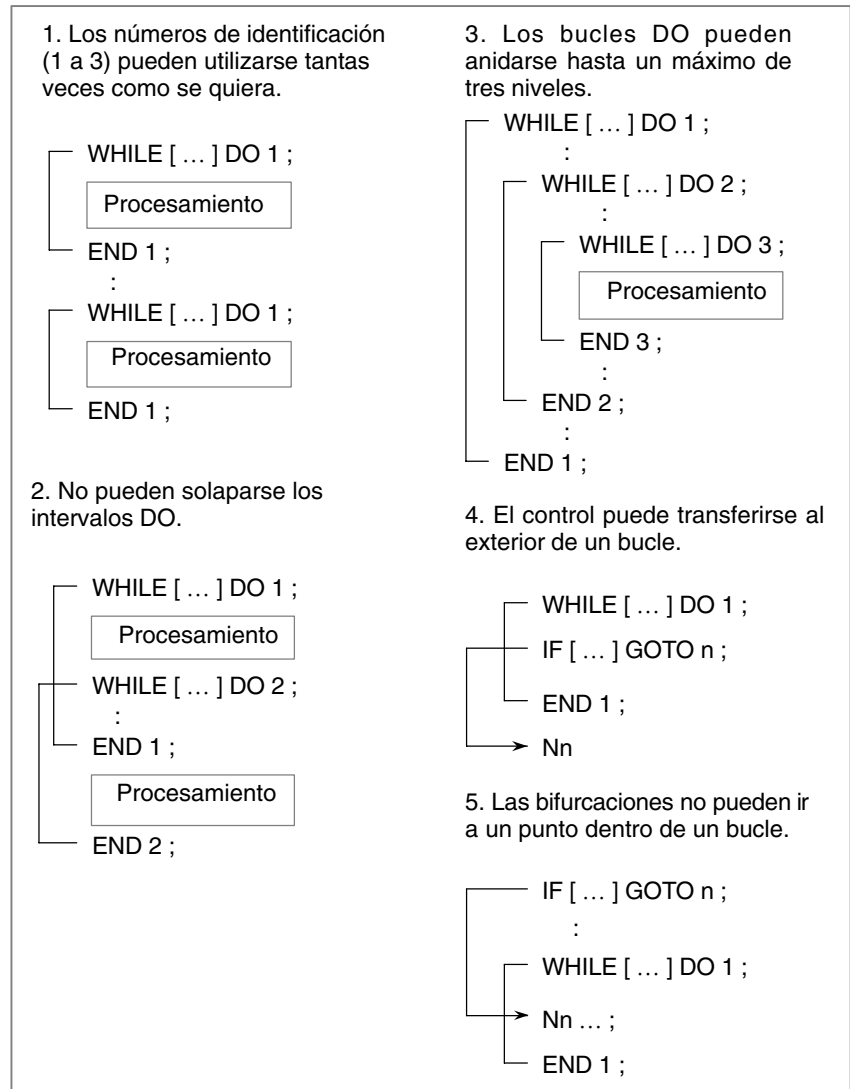 1. Los números de identificación
(1 a 3) pueden utilizarse tantas
veces como se quiera.
WHILE [ … ] DO 1 ;
Procesamiento
END 1 ;
:
WHILE [ … ] DO 1 ;
Procesamiento
END 1 ;
2. No pueden solaparse los
intervalos DO.
WHILE [ … ] DO 1 ;
Procesamiento
WHILE [ … ] DO 2 ;
:
END 1 ;
Procesamiento
END 2 ;
3. Los bucles DO pueden
anidarse hasta un máximo de
tres niveles.
WHILE [ … ] DO 1 ;
:
WHILE [ … ] DO 2 ;
:
WHILE [ … ] DO 3 ;
Procesamiento
END 3 ;
:
END 2 ;
:
END 1 ;
4. El control puede transferirse al
exterior de un bucle.
WHILE [ … ] DO 1 ;
IF [ … ] GOTO n ;
END 1 ;
Nn
5. Las bifurcaciones no pueden ir
a un punto dentro de un bucle.
IF [ … ] GOTO n ;
:
WHILE [ … ] DO 1 ;
Nn … ;
END 1 ;